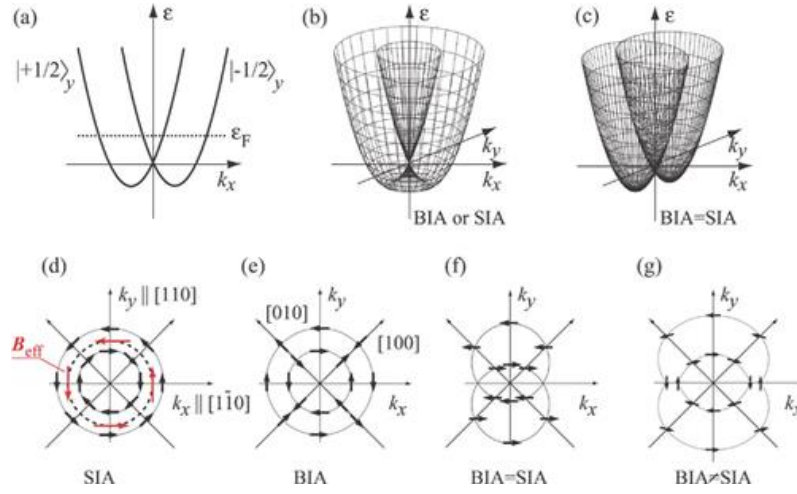 (a)
ε
|+1/2⟩y
|-1/2⟩y
εF
kx
(b)
ε
ky
kx
BIA or SIA
(c)
ε
ky
kx
BIA=SIA
(d)
ky || [110]
Beff
kx || [11̄0]
SIA
(e)
ky
[010]
[100]
kx
BIA
(f)
ky
kx
BIA=SIA
(g)
ky
kx
BIA≠SIA